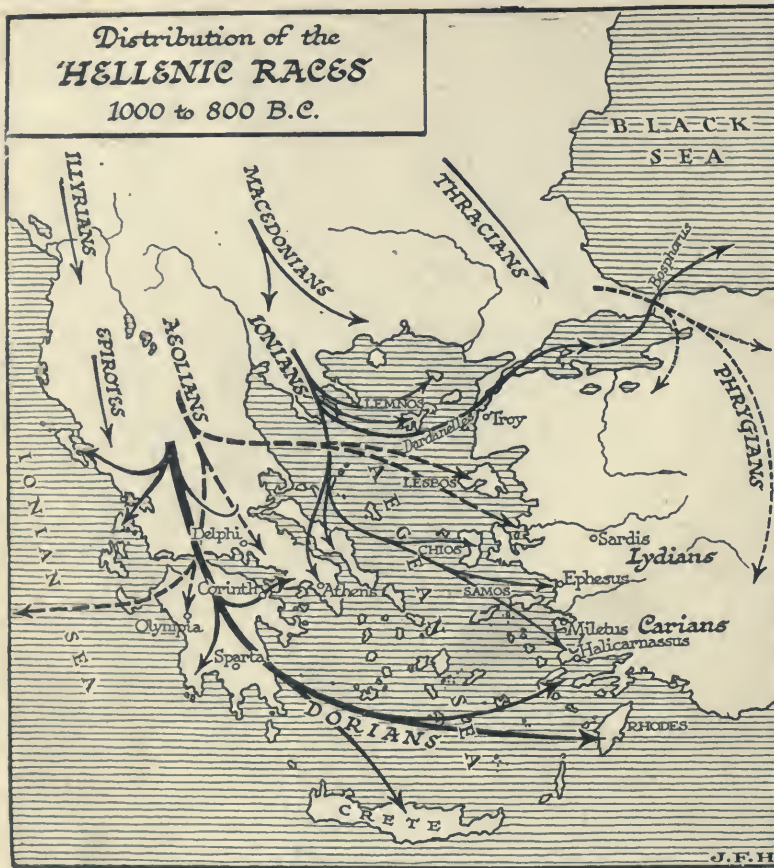 Distribution of the
HELLENIC RACES
1000 to 800 B.C.
BLACK
SEA
ILLYRIANS
MACEDONIANS
THRACIANS
Bosphorus
EPIROTES
AEOLIANS
IONIANS
PHRYGIANS
LEMNOS
Dardanelles
Troy
IONIAN SEA
AEGEAN SEA
LESBOS
Delphi
CHIOS
Sardis
Lydians
Corinth
Athens
SAMOS
Ephesus
Olympia
Miletus
Carians
Halicarnassus
Sparta
DORIANS
RHODES
CRETE
J.F.H